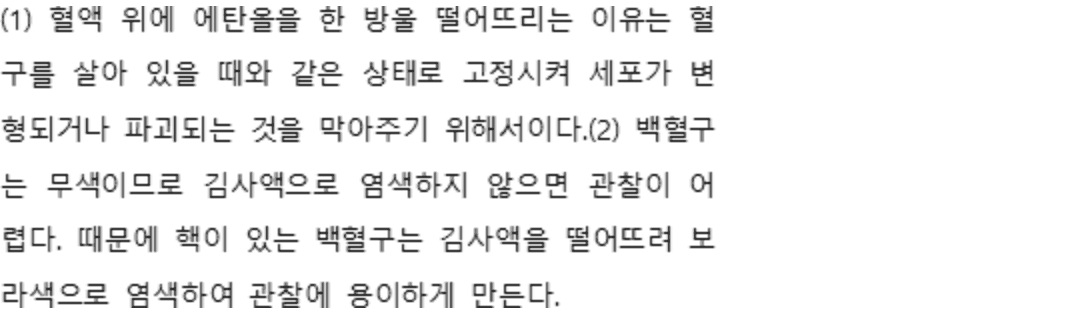 (1) 혈액 위에 에탄올을 한 방울 떨어뜨리는 이유는 혈
구를 살아 있을 때와 같은 상태로 고정시켜 세포가 변
형되거나 파괴되는 것을 막아주기 위해서이다.(2) 백혈구
는 무색이므로 김사액으로 염색하지 않으면 관찰이 어
렵다. 때문에 핵이 있는 백혈구는 김사액을 떨어뜨려 보
라색으로 염색하여 관찰에 용이하게 만든다.